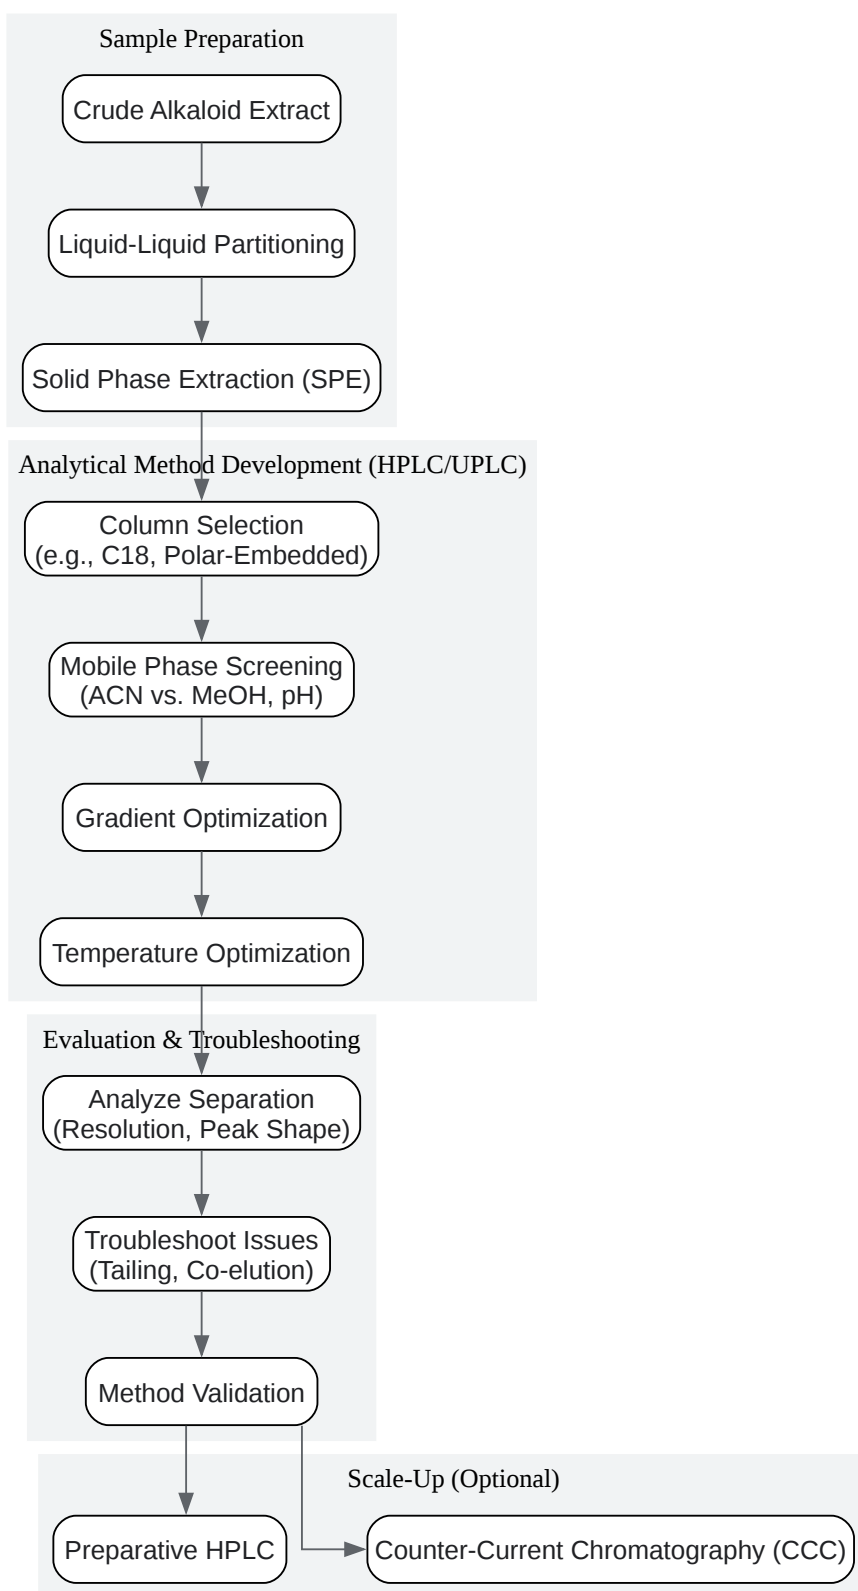 Sample Preparation
Crude Alkaloid Extract
Liquid-Liquid Partitioning
Solid Phase Extraction (SPE)
Analytical Method Development (HPLC/UPLC)
Column Selection
(e.g., C18, Polar-Embedded)
Mobile Phase Screening
(ACN vs. MeOH, pH)
Gradient Optimization
Temperature Optimization
Evaluation & Troubleshooting
Analyze Separation
(Resolution, Peak Shape)
Troubleshoot Issues
(Tailing, Co-elution)
Method Validation
Scale-Up (Optional)
Preparative HPLC
Counter-Current Chromatography (CCC)